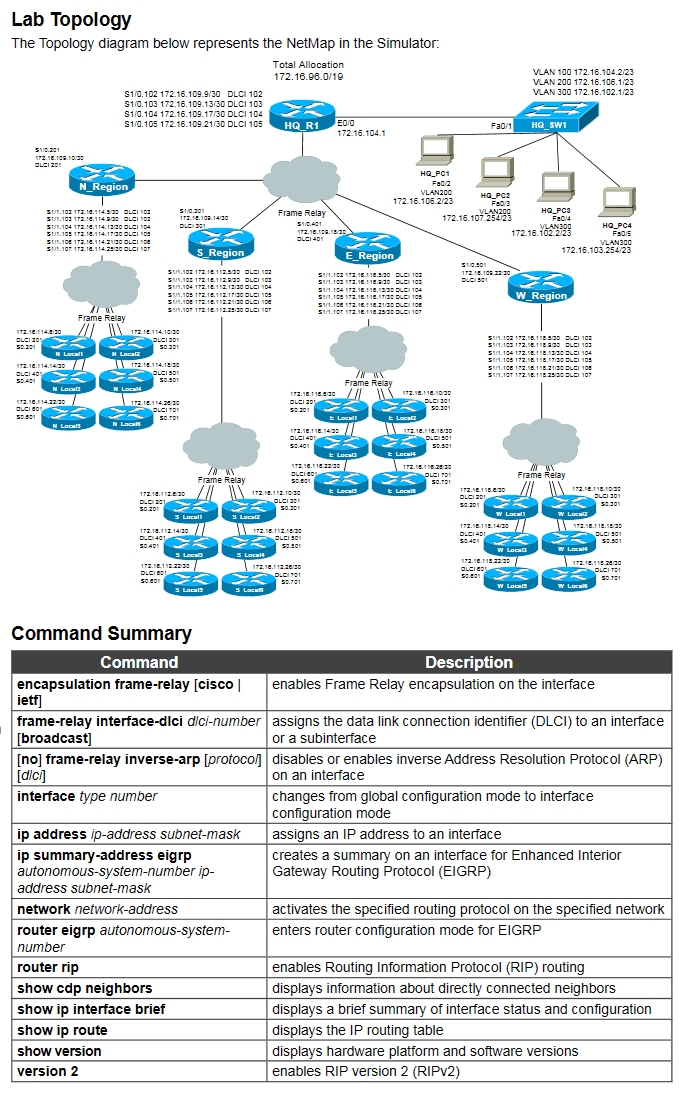 Lab Topology
The Topology diagram below represents the NetMap in the Simulator:
Total Allocation
172.16.96.0/19
VLAN 100 172.16.104.2/23
VLAN 200 172.16.106.1/23
VLAN 300 172.16.102.1/23
S1/0.102 172.16.109.9/30 DLCI 102
S1/0.103 172.16.109.13/30 DLCI 103
S1/0.104 172.16.109.17/30 DLCI 104
S1/0.105 172.16.109.21/30 DLCI 105
HQ_R1
E0/0
172.16.104.1
Fa0/1
HQ_SW1
HQ_PC1
Fa0/2
VLAN200
172.16.106.2/23
HQ_PC2
Fa0/3
VLAN200
172.16.107.254/23
HQ_PC3
Fa0/4
VLAN300
172.16.102.2/23
HQ_PC4
Fa0/5
VLAN300
172.16.103.254/23
S1/0.201
172.16.109.10/30
DLCI 201
N_Region
Frame Relay
S1/0.301
172.16.109.14/30
DLCI 301
S_Region
S1/0.401
172.16.109.18/30
DLCI 401
E_Region
S1/0.501
172.16.109.22/30
DLCI 501
W_Region
S1/1.102 172.16.114.5/30 DLCI 102
S1/1.103 172.16.114.9/30 DLCI 103
S1/1.104 172.16.114.13/30 DLCI 104
S1/1.105 172.16.114.17/30 DLCI 105
S1/1.106 172.16.114.21/30 DLCI 106
S1/1.107 172.16.114.25/30 DLCI 107
S1/1.102 172.16.112.5/30 DLCI 102
S1/1.103 172.16.112.9/30 DLCI 103
S1/1.104 172.16.112.13/30 DLCI 104
S1/1.105 172.16.112.17/30 DLCI 105
S1/1.106 172.16.112.21/30 DLCI 106
S1/1.107 172.16.112.25/30 DLCI 107
S1/1.102 172.16.116.5/30 DLCI 102
S1/1.103 172.16.116.9/30 DLCI 103
S1/1.104 172.16.116.13/30 DLCI 104
S1/1.105 172.16.116.17/30 DLCI 105
S1/1.106 172.16.116.21/30 DLCI 106
S1/1.107 172.16.116.25/30 DLCI 107
S1/1.102 172.16.118.5/30 DLCI 102
S1/1.103 172.16.118.9/30 DLCI 103
S1/1.104 172.16.118.13/30 DLCI 104
S1/1.105 172.16.118.17/30 DLCI 105
S1/1.106 172.16.118.21/30 DLCI 106
S1/1.107 172.16.118.25/30 DLCI 107
Frame Relay
172.16.114.6/30
DLCI 201
S0.201
N_Local1
172.16.114.10/30
DLCI 301
S0.301
N_Local2
172.16.114.14/30
DLCI 401
S0.401
N_Local3
172.16.114.18/30
DLCI 501
S0.501
N_Local4
172.16.114.22/30
DLCI 601
S0.601
N_Local5
172.16.114.26/30
DLCI 701
S0.701
N_Local6
Frame Relay
172.16.116.6/30
DLCI 201
S0.201
E_Local1
172.16.116.10/30
DLCI 301
S0.301
E_Local2
172.16.116.14/30
DLCI 401
S0.401
E_Local3
172.16.116.18/30
DLCI 501
S0.501
E_Local4
172.16.116.22/30
DLCI 601
S0.601
E_Local5
172.16.116.26/30
DLCI 701
S0.701
E_Local6
Frame Relay
172.16.112.6/30
DLCI 201
S0.201
S_Local1
172.16.112.10/30
DLCI 301
S0.301
S_Local2
172.16.112.14/30
DLCI 401
S0.401
S_Local3
172.16.112.18/30
DLCI 501
S0.501
S_Local4
172.16.112.22/30
DLCI 601
S0.601
S_Local5
172.16.112.26/30
DLCI 701
S0.701
S_Local6
Frame Relay
172.16.118.6/30
DLCI 201
S0.201
W_Local1
172.16.118.10/30
DLCI 301
S0.301
W_Local2
172.16.118.14/30
DLCI 401
S0.401
W_Local3
172.16.118.18/30
DLCI 501
S0.501
W_Local4
172.16.118.22/30
DLCI 601
S0.601
W_Local5
172.16.118.26/30
DLCI 701
S0.701
W_Local6
Command Summary
Command Description
encapsulation frame-relay [cisco | enables Frame Relay encapsulation on the interface
ietf]
frame-relay interface-dlci dlci-number assigns the data link connection identifier (DLCI) to an interface
[broadcast] or a subinterface
[no] frame-relay inverse-arp [protocol] disables or enables inverse Address Resolution Protocol (ARP)
[dlci] on an interface
interface type number changes from global configuration mode to interface
configuration mode
ip address ip-address subnet-mask assigns an IP address to an interface
ip summary-address eigrp creates a summary on an interface for Enhanced Interior
autonomous-system-number ip- Gateway Routing Protocol (EIGRP)
address subnet-mask
network network-address activates the specified routing protocol on the specified network
router eigrp autonomous-system- enters router configuration mode for EIGRP
number
router rip enables Routing Information Protocol (RIP) routing
show cdp neighbors displays information about directly connected neighbors
show ip interface brief displays a brief summary of interface status and configuration
show ip route displays the IP routing table
show version displays hardware platform and software versions
version 2 enables RIP version 2 (RIPv2)